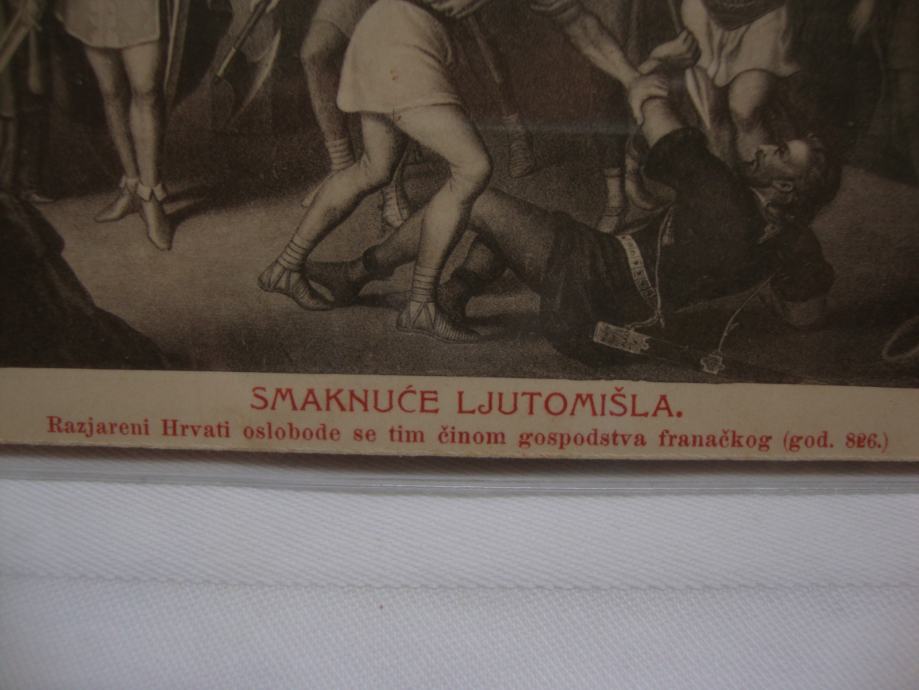 SMAKNUĆE LJUTOMIŠLA.
Razjareni Hrvati oslobode se tim činom gospodstva franačkog (god. 826.)